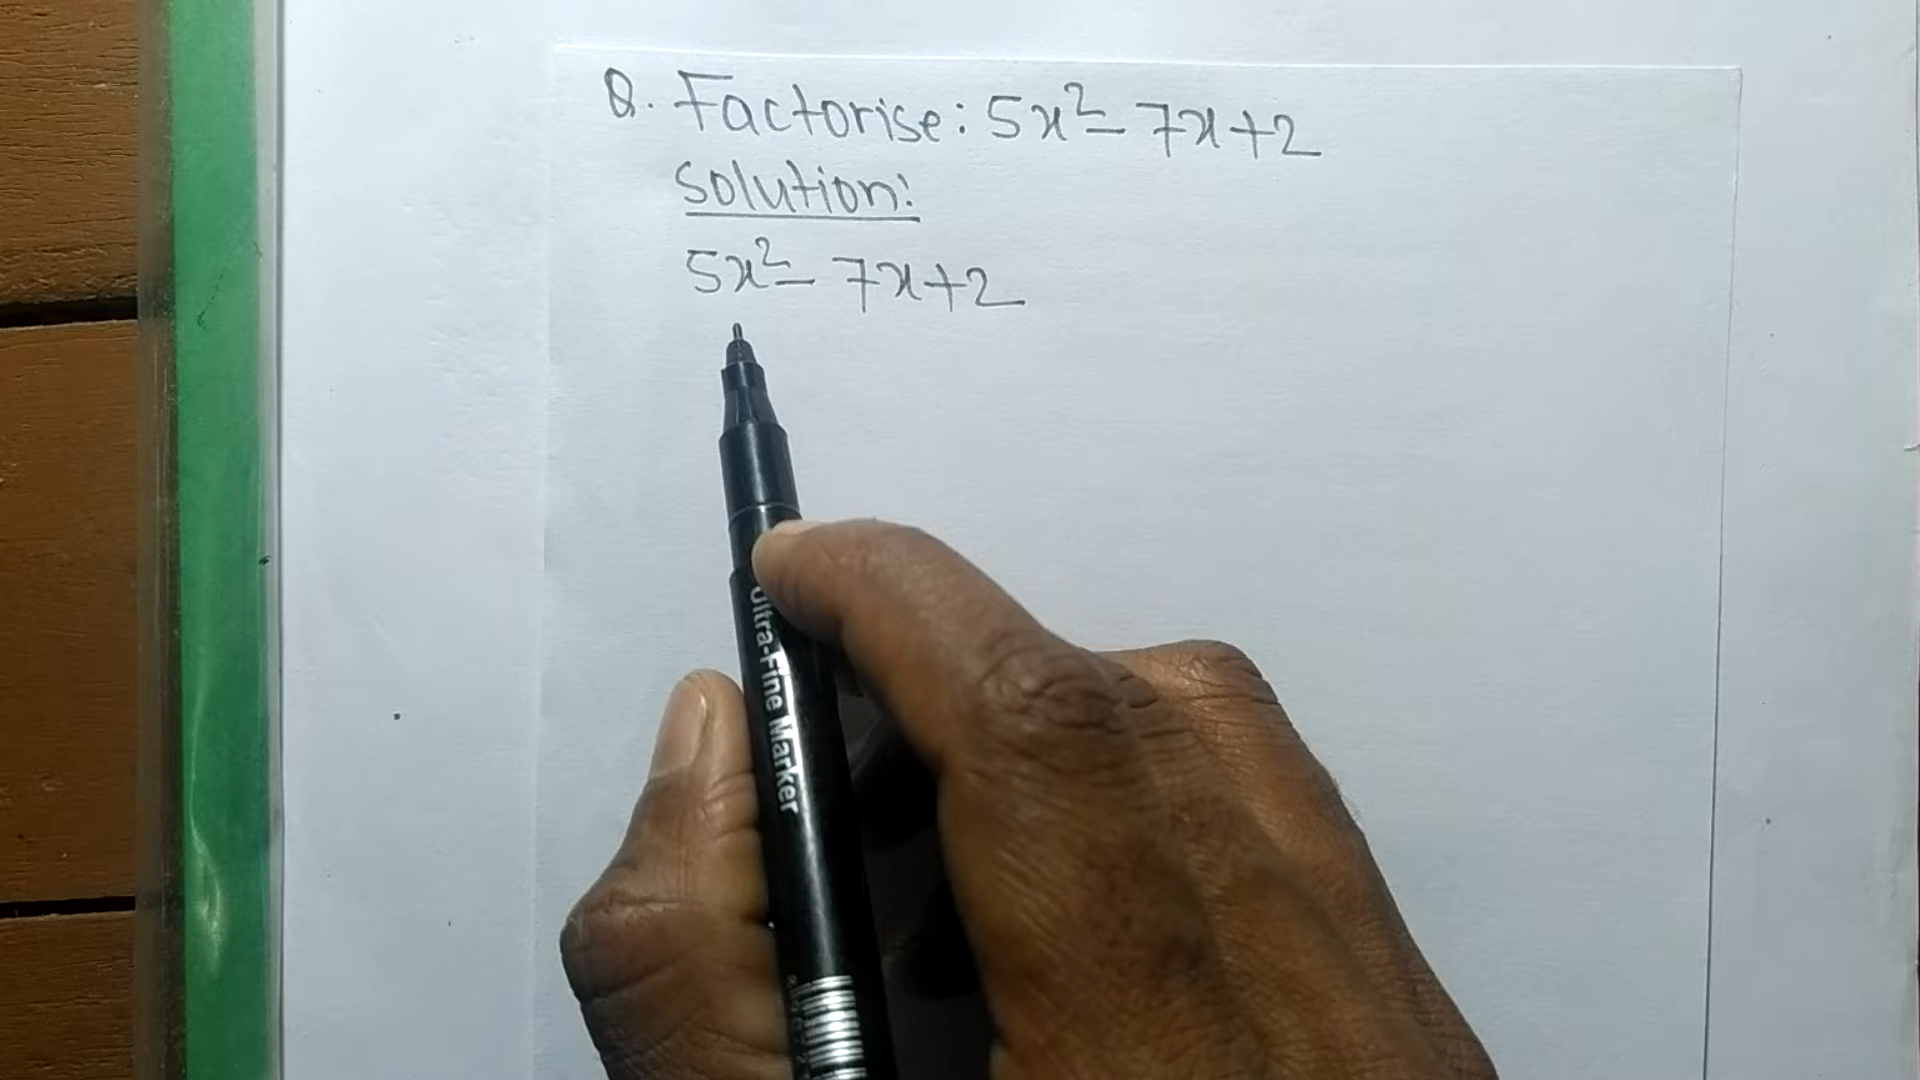 Q. Factorise: 5x² - 7x+2
Solution:
5x² - 7x+2
Ultra-Fine Marker